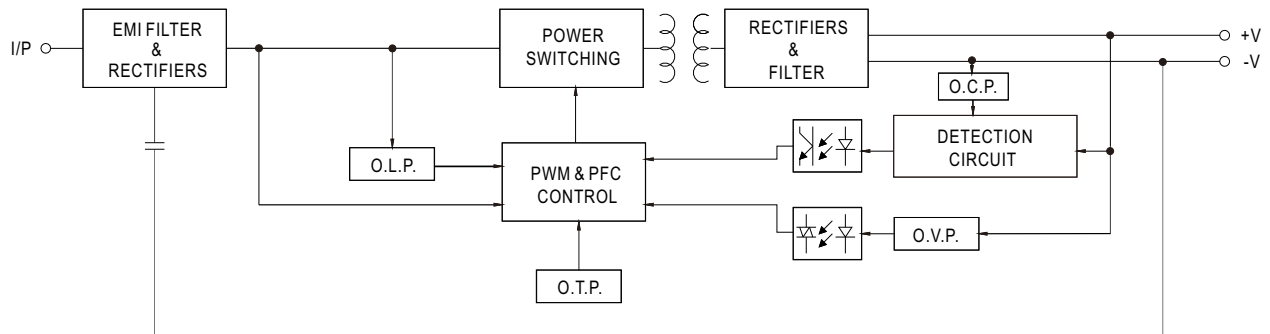 I/P
EMI FILTER
&
RECTIFIERS
POWER
SWITCHING
RECTIFIERS
&
FILTER
+V
-V
O.C.P.
DETECTION
CIRCUIT
O.L.P.
PWM & PFC
CONTROL
O.V.P.
O.T.P.